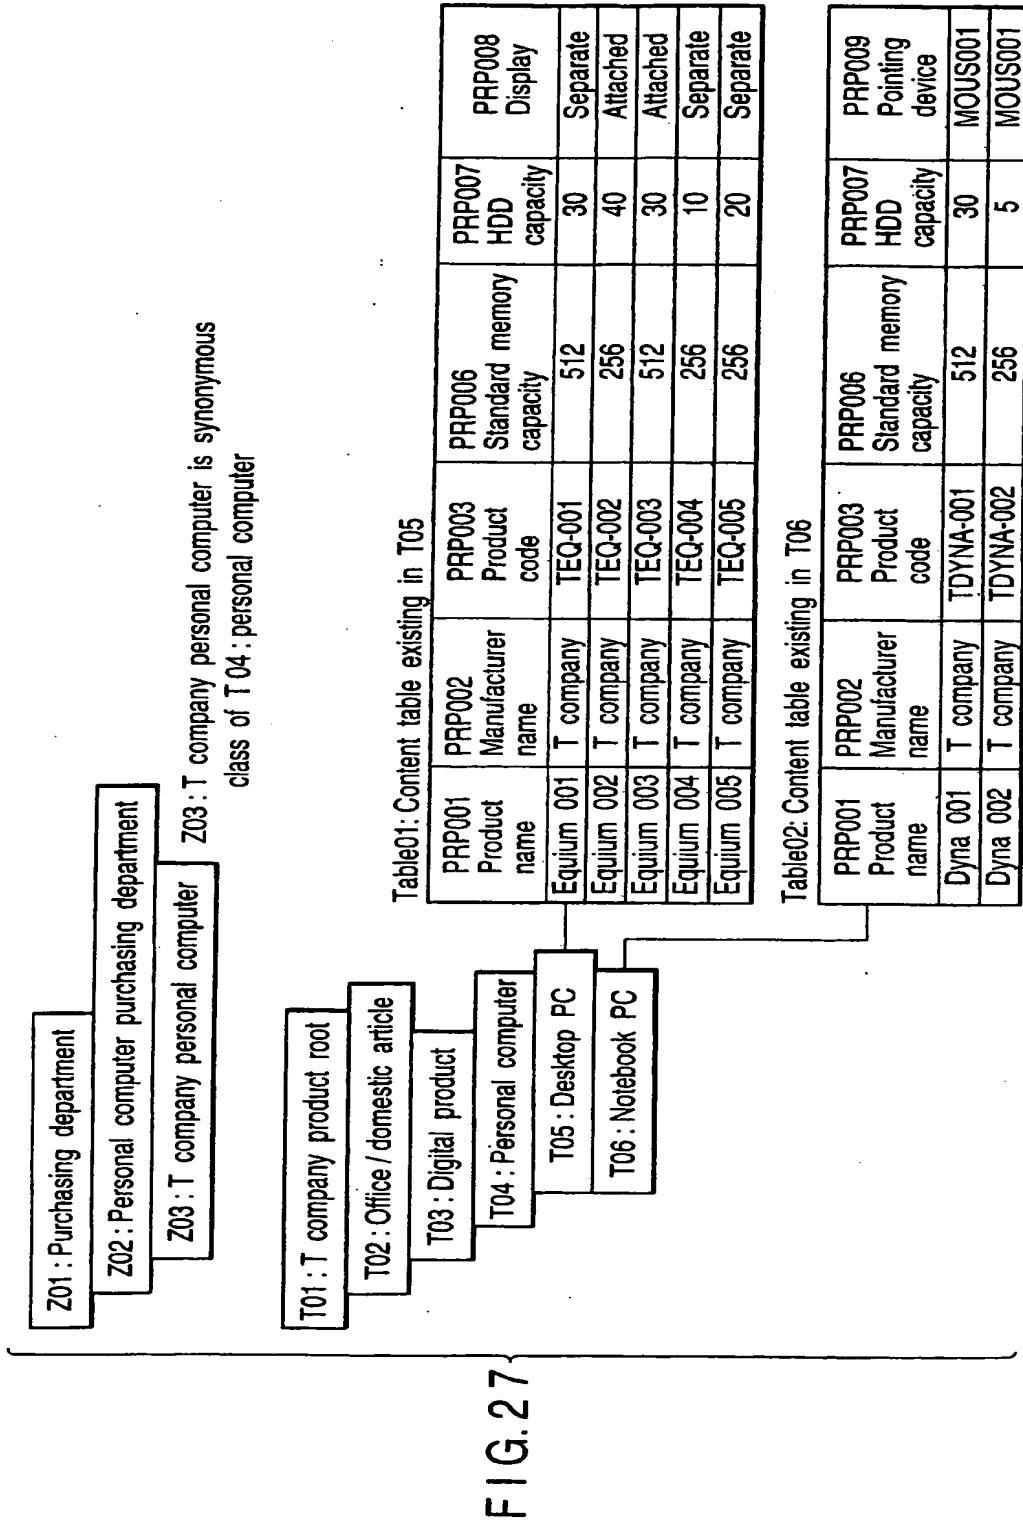 FIG.27
Z01 : Purchasing department
Z02 : Personal computer purchasing department
Z03 : T company personal computer
Z03 : T company personal computer is synonymous
class of T 04 : personal computer
T01 : T company product root
T02 : Office / domestic article
T03 : Digital product
T04 : Personal computer
T05 : Desktop PC
T06 : Notebook PC
Table01: Content table existing in T05
PRP001 Product name | PRP002 Manufacturer name | PRP003 Product code | PRP006 Standard memory capacity | PRP007 HDD capacity | PRP008 Display
Equium 001 | T company | TEQ-001 | 512 | 30 | Separate
Equium 002 | T company | TEQ-002 | 256 | 40 | Attached
Equium 003 | T company | TEQ-003 | 512 | 30 | Attached
Equium 004 | T company | TEQ-004 | 256 | 10 | Separate
Equium 005 | T company | TEQ-005 | 256 | 20 | Separate
Table02: Content table existing in T06
PRP001 Product name | PRP002 Manufacturer name | PRP003 Product code | PRP006 Standard memory capacity | PRP007 HDD capacity | PRP009 Pointing device
Dyna 001 | T company | TDYNA-001 | 512 | 30 | MOUS001
Dyna 002 | T company | TDYNA-002 | 256 | 5 | MOUS001